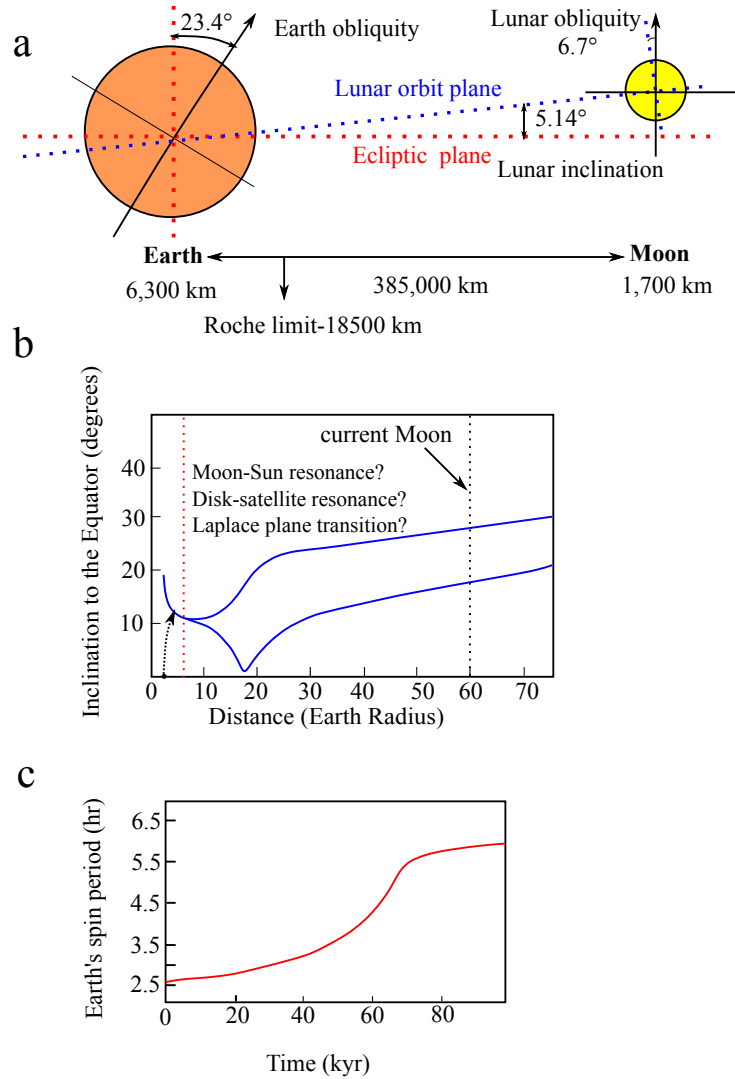 a
23.4°
Earth obliquity
Lunar obliquity
6.7°
Lunar orbit plane
5.14°
Ecliptic plane
Lunar inclination
Earth
Moon
6,300 km
385,000 km
1,700 km
Roche limit-18500 km
b
Inclination to the Equator (degrees)
current Moon
Moon-Sun resonance?
Disk-satellite resonance?
Laplace plane transition?
40
30
20
10
0
10
20
30
40
50
60
70
Distance (Earth Radius)
c
Earth's spin period (hr)
6.5
5.5
4.5
3.5
2.5
0
20
40
60
80
Time (kyr)